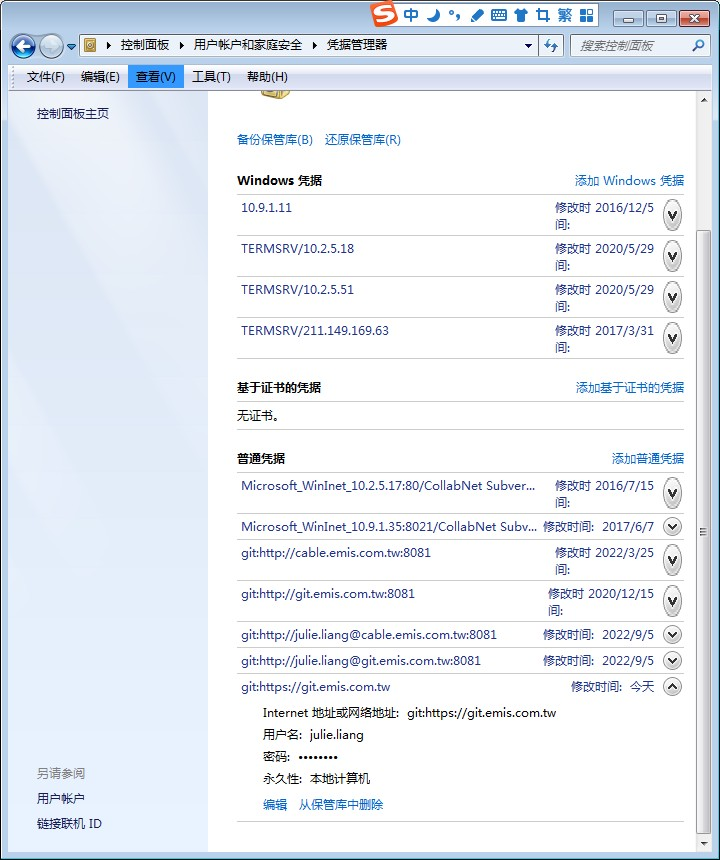 S 中 繁
控制面板 用户帐户和家庭安全 凭据管理器
搜索控制面板
文件(F) 编辑(E) 查看(V) 工具(T) 帮助(H)
控制面板主页
备份保管库(B) 还原保管库(R)
Windows 凭据 添加 Windows 凭据
10.9.1.11 修改时 2016/12/5
间:
TERMSRV/10.2.5.18 修改时 2020/5/29
间:
TERMSRV/10.2.5.51 修改时 2020/5/29
间:
TERMSRV/211.149.169.63 修改时 2017/3/31
间:
基于证书的凭据 添加基于证书的凭据
无证书。
普通凭据 添加普通凭据
Microsoft_WinInet_10.2.5.17:80/CollabNet Subver... 修改时 2016/7/15
间:
Microsoft_WinInet_10.9.1.35:8021/CollabNet Subv... 修改时间: 2017/6/7
git:http://cable.emis.com.tw:8081 修改时 2022/3/25
间:
git:http://git.emis.com.tw:8081 修改时 2020/12/15
间:
git:http://julie.liang@cable.emis.com.tw:8081 修改时间: 2022/9/5
git:http://julie.liang@git.emis.com.tw:8081 修改时间: 2022/9/5
git:https://git.emis.com.tw 修改时间: 今天
Internet 地址或网络地址: git:https://git.emis.com.tw
用户名: julie.liang
密码: ••••••••
永久性: 本地计算机
编辑 从保管库中删除
另请参阅
用户帐户
链接联机 ID